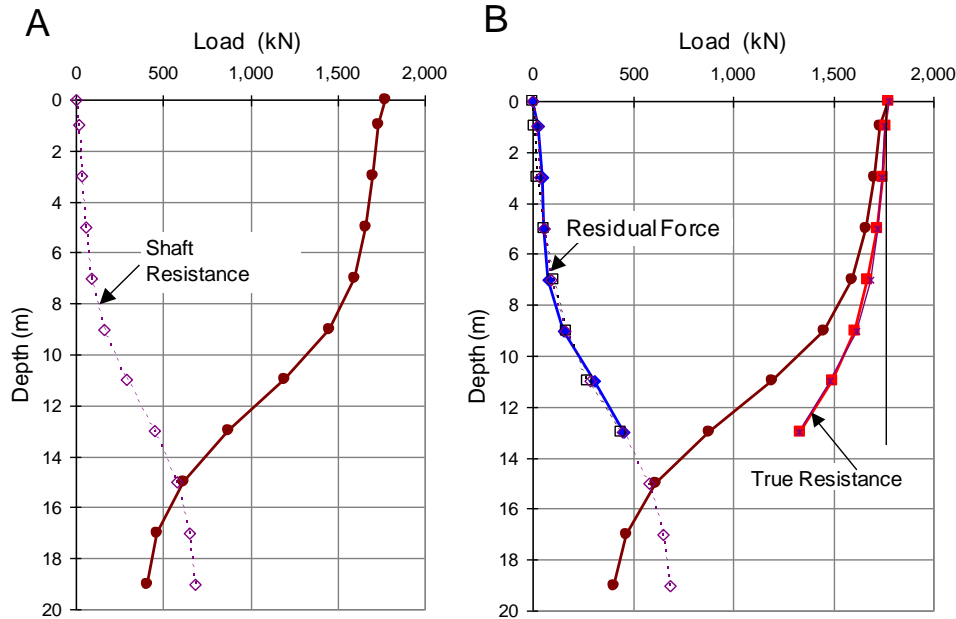 A
Load (kN)
0 500 1,000 1,500 2,000
0
2
4
6
8
10
12
14
16
18
20
Depth (m)
Shaft
Resistance
B
Load (kN)
0 500 1,000 1,500 2,000
0
2
4
6
8
10
12
14
16
18
20
Depth (m)
Residual Force
True Resistance